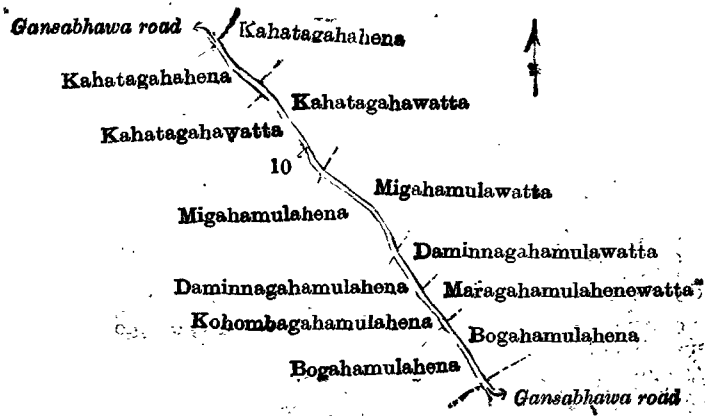 Gansabhawa road
Kahatagahahena
Kahatagahahena
Kahatagahawatta
Kahatagahawatta
10
Migahamulawatta
Migahamulahena
Daminnagahamulawatta
Daminnagahamulahena
Maragahamulahenewatta
Kohombagahamulahena
Bogahamulahena
Bogahamulahena
Gansabhawa road